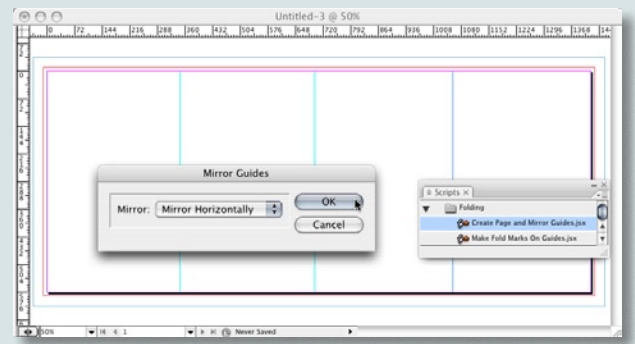 Untitled-3 @ 50%
0 72 144 216 288 360 432 504 576 648 720 792 864 936 1008 1080 1152 1224 1296 1368 144
Mirror Guides
Mirror: Mirror Horizontally
OK
Cancel
Scripts ×
Folding
Create Page and Mirror Guides.jsx
Make Fold Marks On Guides.jsx
50%
1
Never Saved